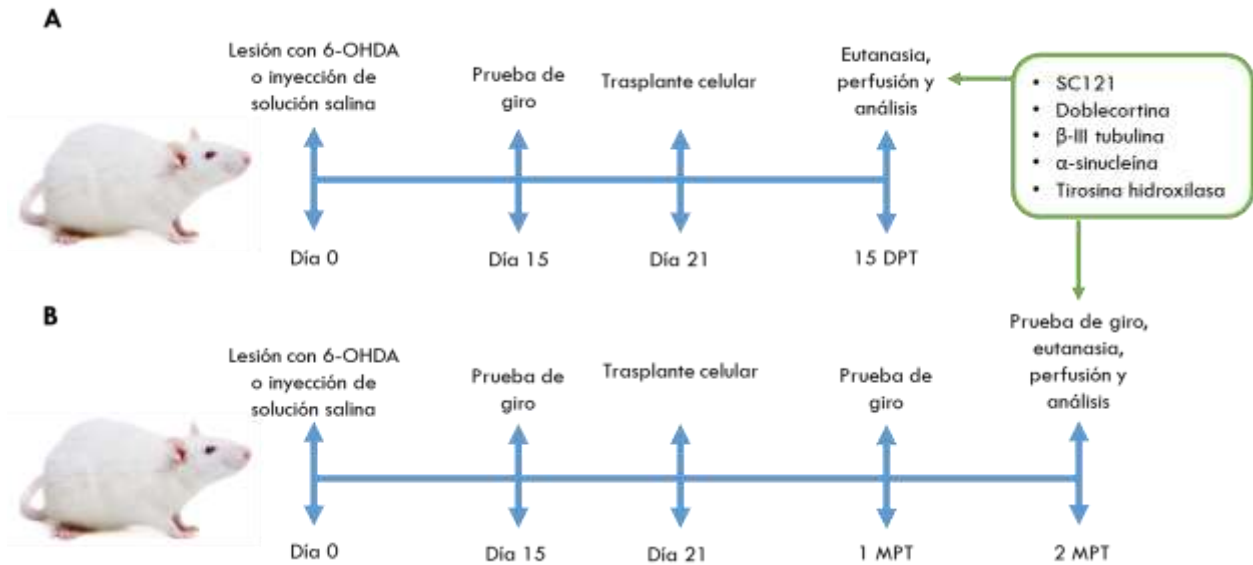 A
Lesión con 6-OHDA
o inyección de
solución salina
Prueba de
giro
Trasplante celular
Eutanasia,
perfusión y
análisis
• SC121
• Doblecortina
• β-III tubulina
• α-sinucleína
• Tirosina hidroxilasa
Día 0
Día 15
Día 21
15 DPT
B
Lesión con 6-OHDA
o inyección de
solución salina
Prueba de
giro
Trasplante celular
Prueba de
giro
Prueba de giro,
eutanasia,
perfusión y
análisis
Día 0
Día 15
Día 21
1 MPT
2 MPT